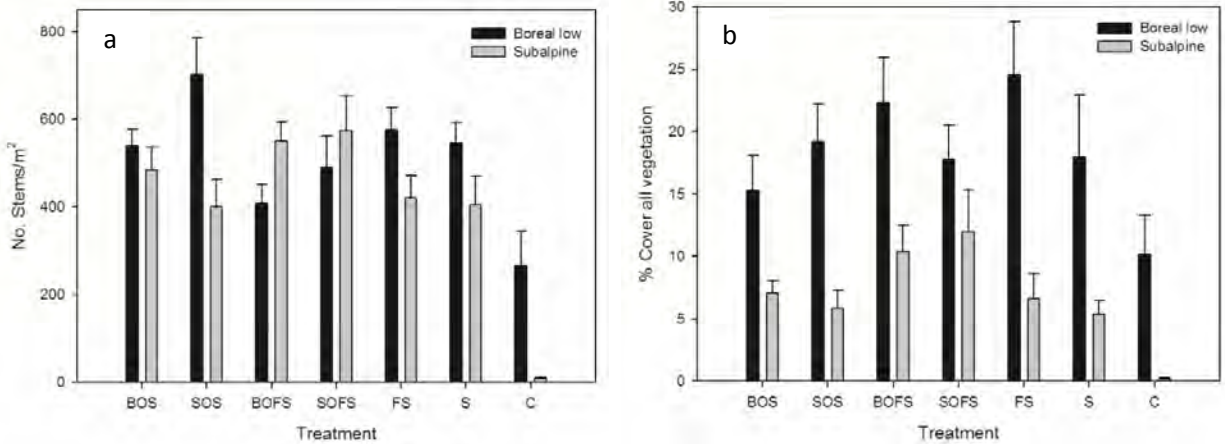 a
Boreal low
Subalpine
800
600
400
200
0
No. Stems/m²
BOS SOS BOFS SOFS FS S C
Treatment
b
Boreal low
Subalpine
30
25
20
15
10
5
0
% Cover all vegetation
BOS SOS BOFS SOFS FS S C
Treatment